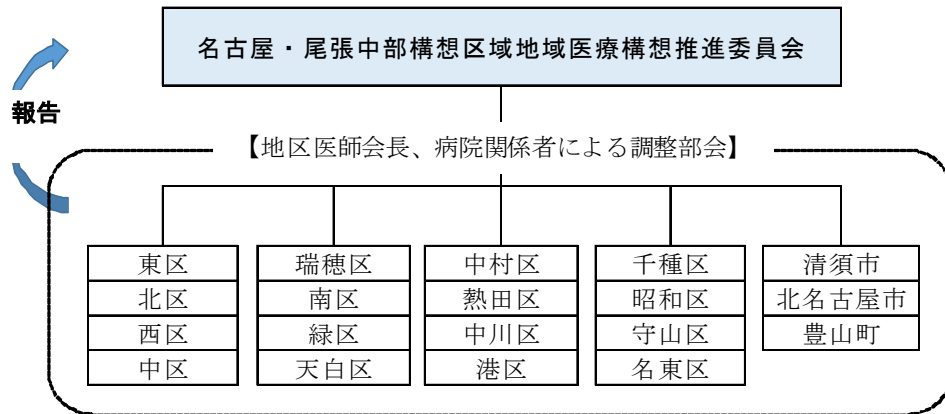 名古屋・尾張中部構想区域地域医療構想推進委員会
報告
【地区医師会長、病院関係者による調整部会】
東区
北区
西区
中区
瑞穂区
南区
緑区
天白区
中村区
熱田区
中川区
港区
千種区
昭和区
守山区
名東区
清須市
北名古屋市
豊山町